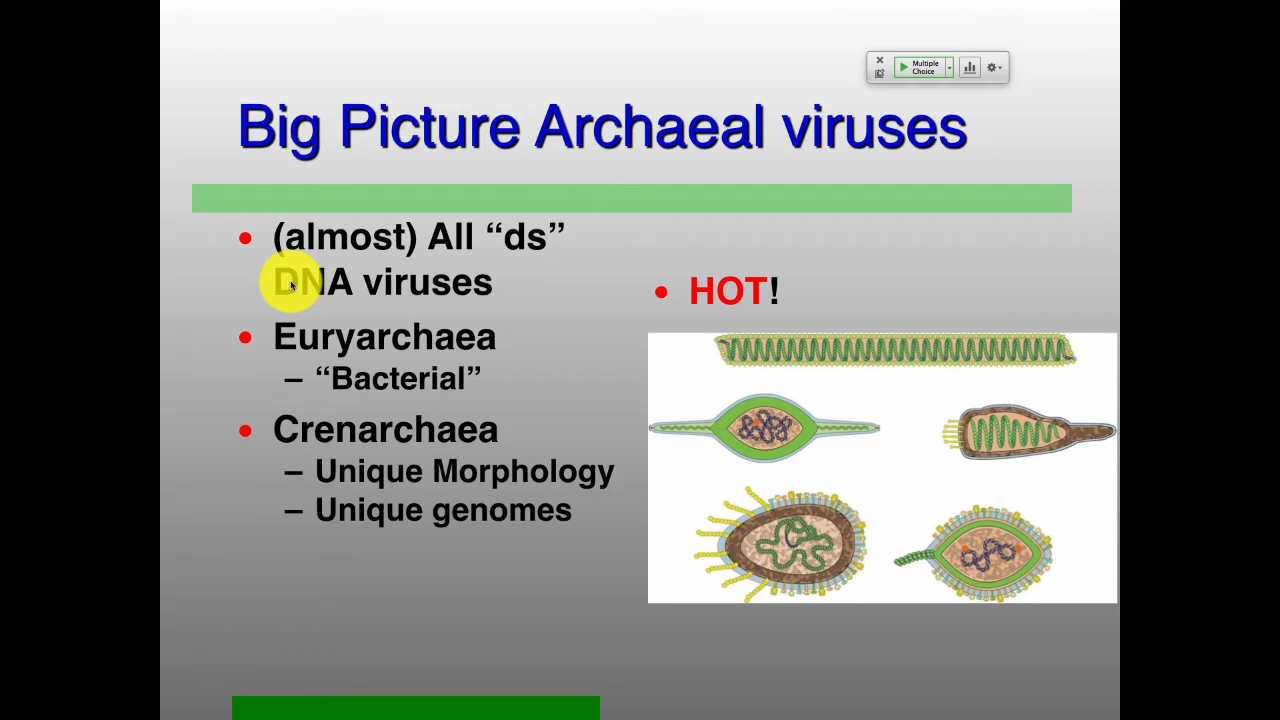 Multiple
Choice
Big Picture Archaeal viruses
• (almost) All “ds”
DNA viruses
• Euryarchaea
– “Bacterial”
• Crenarchaea
– Unique Morphology
– Unique genomes
• HOT!